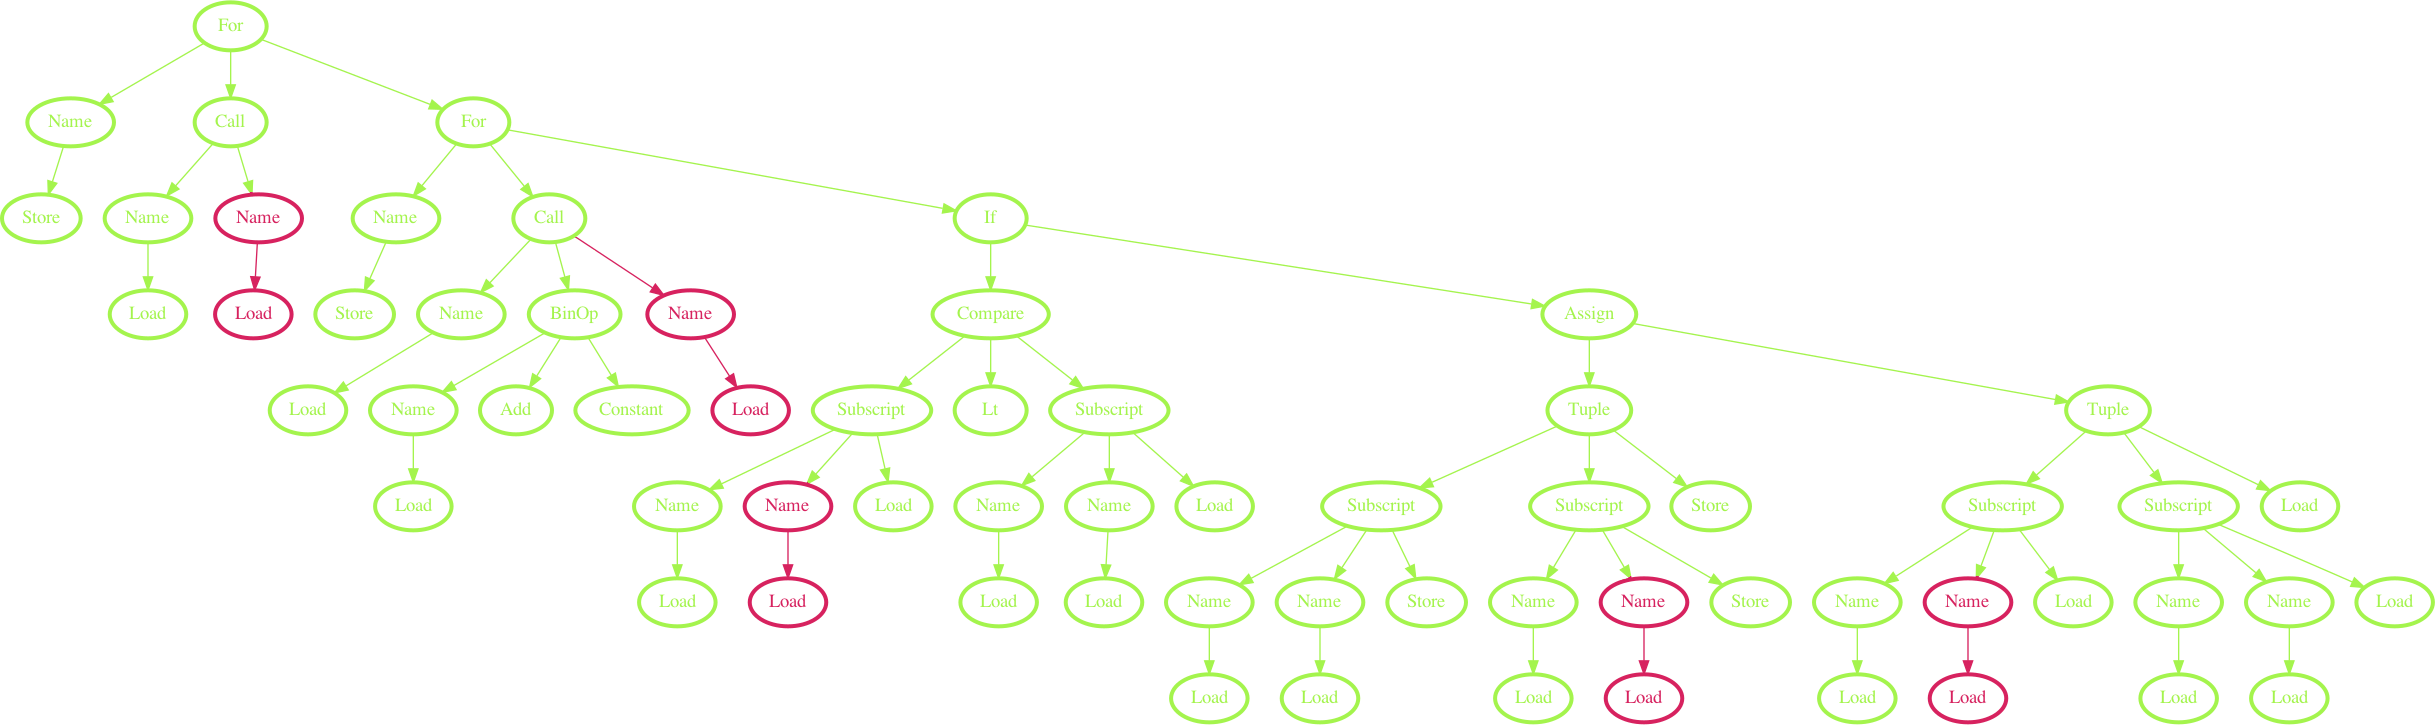 For
Name Call For
Store Name Name Name Call If
Load Load Store Name BinOp Name Compare Assign
Load Name Add Constant Load Subscript Lt Subscript Tuple Tuple
Load Name Name Load Name Name Load Subscript Subscript Store Subscript Subscript Load
Load Load Load Load Name Name Store Name Name Store Name Name Load Name Name Load
Load Load Load Load Load Load Load Load